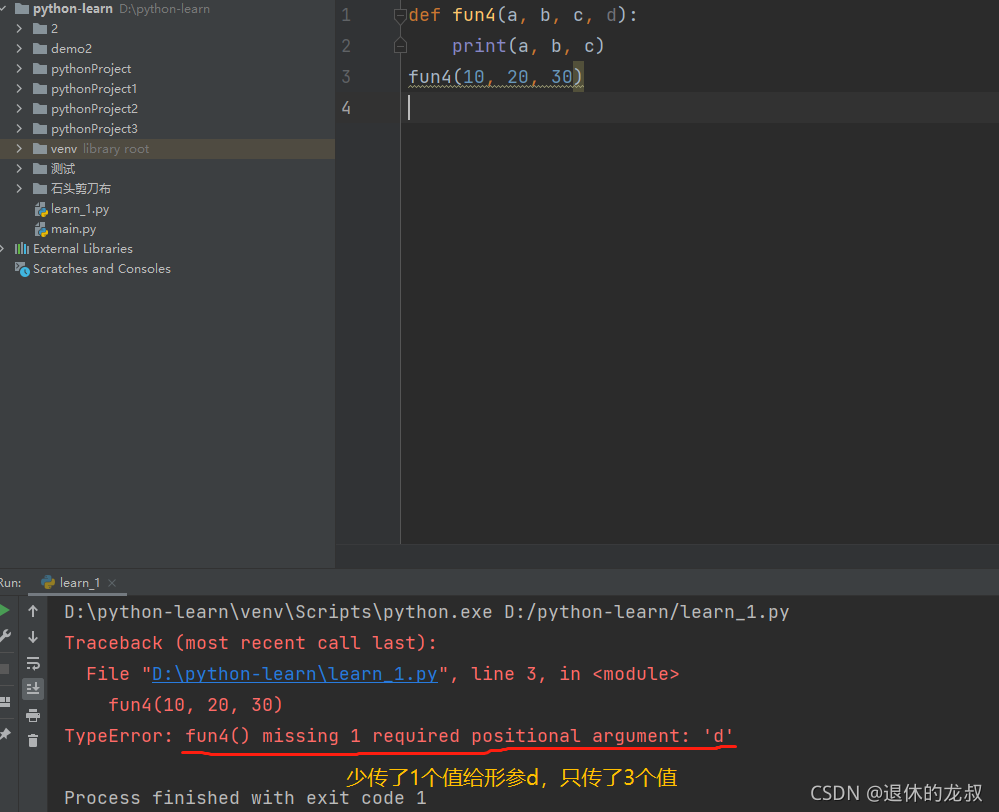 python-learn D:\python-learn
2
demo2
pythonProject
pythonProject1
pythonProject2
pythonProject3
venv library root
测试
石头剪刀布
learn_1.py
main.py
External Libraries
Scratches and Consoles
1 def fun4(a, b, c, d):
2 print(a, b, c)
3 fun4(10, 20, 30)
4
Run: learn_1
D:\python-learn\venv\Scripts\python.exe D:/python-learn/learn_1.py
Traceback (most recent call last):
File "D:\python-learn\learn_1.py", line 3, in <module>
fun4(10, 20, 30)
TypeError: fun4() missing 1 required positional argument: 'd'
少传了1个值给形参d，只传了3个值
Process finished with exit code 1
CSDN @退休的龙叔